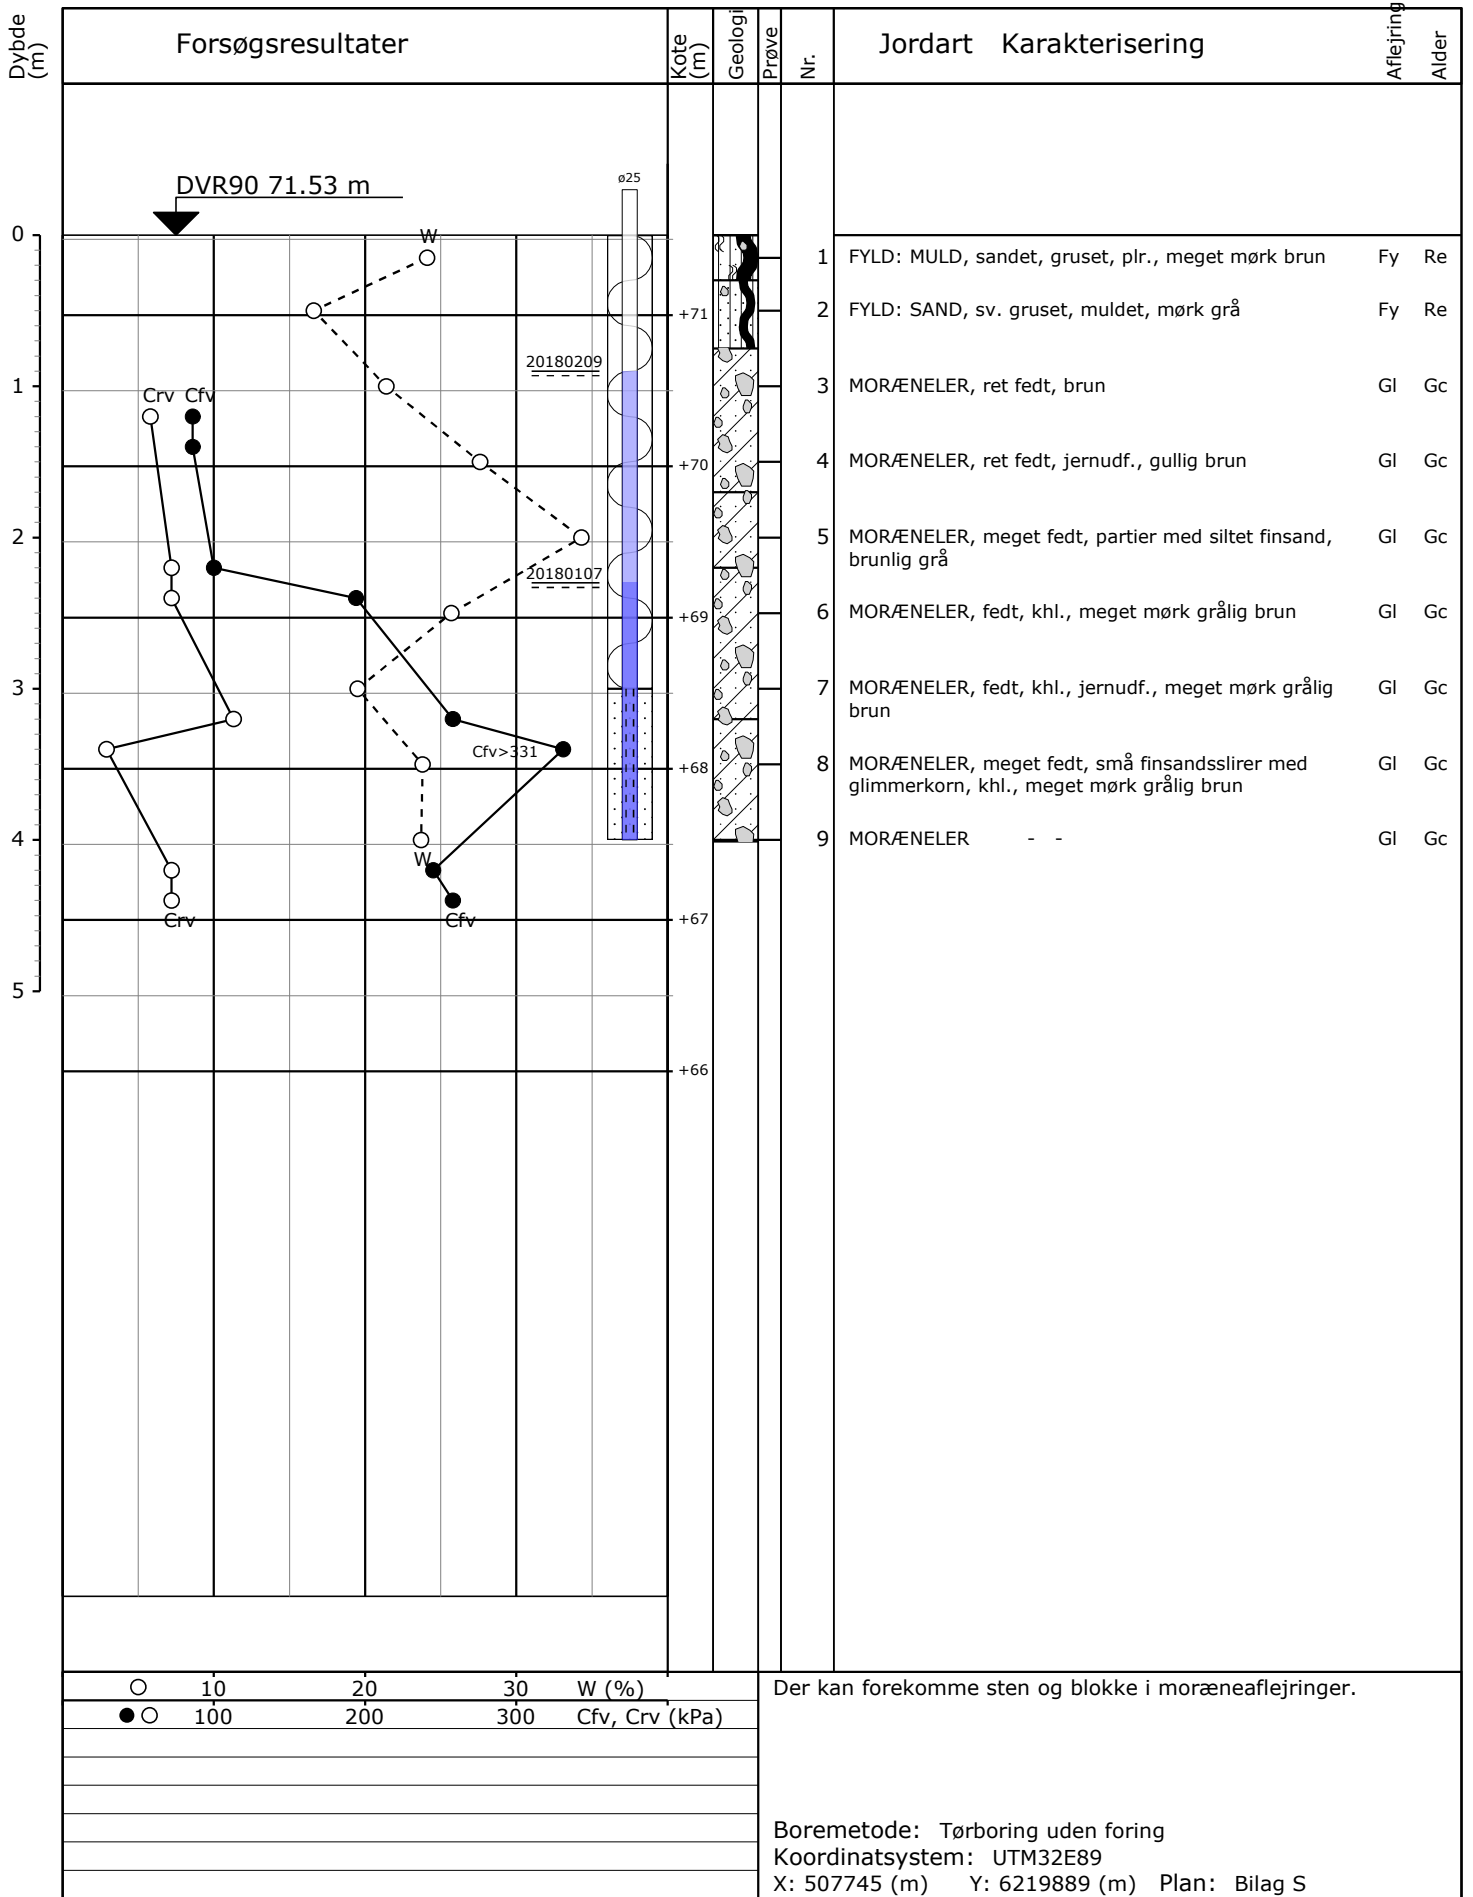 Dybde (m)
Forsøgsresultater
Kote (m)
Geologi
Prøve
Nr.
Jordart Karakterisering
Aflejring
Alder
DVR90 71.53 m
ø25
0
W
1 FYLD: MULD, sandet, gruset, plr., meget mørk brun Fy Re
2 FYLD: SAND, sv. gruset, muldet, mørk grå Fy Re
+71
20180209
1
3 MORÆNELER, ret fedt, brun Gl Gc
Crv Cfv
+70
4 MORÆNELER, ret fedt, jernudf., gullig brun Gl Gc
2
5 MORÆNELER, meget fedt, partier med siltet finsand, Gl Gc
brunlig grå
20180107
+69
6 MORÆNELER, fedt, khl., meget mørk grålig brun Gl Gc
3
7 MORÆNELER, fedt, khl., jernudf., meget mørk grålig Gl Gc
brun
Cfv>331
+68
8 MORÆNELER, meget fedt, små finsandsslirer med Gl Gc
glimmerkorn, khl., meget mørk grålig brun
4
9 MORÆNELER - - Gl Gc
W
Crv
Cfv
+67
5
+66
10 20 30 W (%)
100 200 300 Cfv, Crv (kPa)
Der kan forekomme sten og blokke i moræneaflejringer.
Boremetode: Tørboring uden foring
Koordinatsystem: UTM32E89
X: 507745 (m) Y: 6219889 (m) Plan: Bilag S